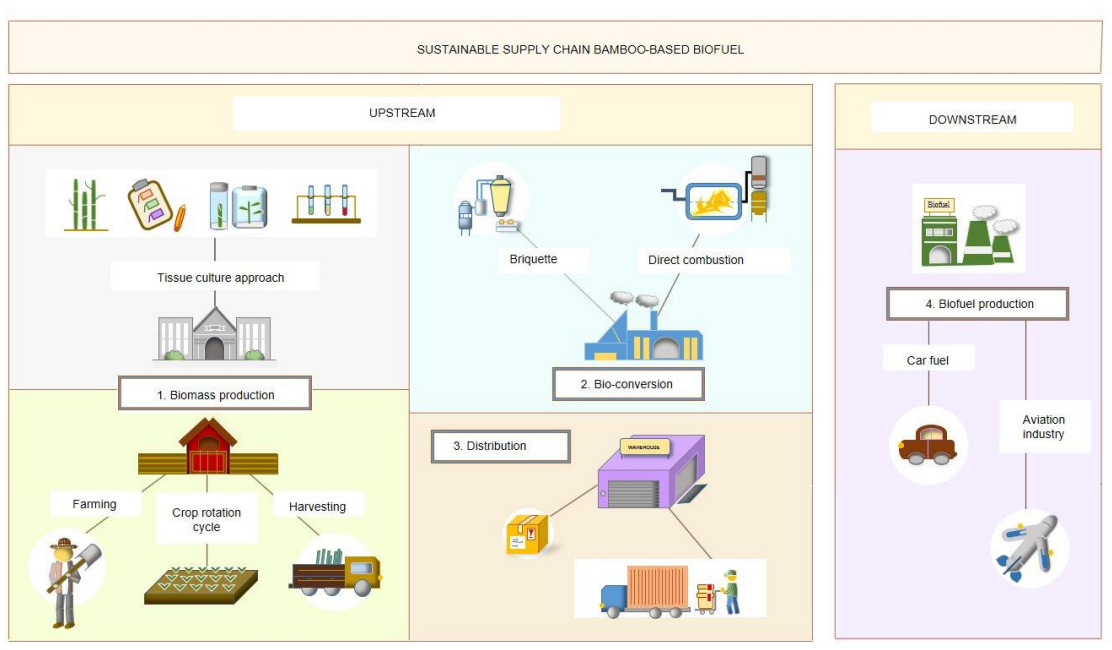 SUSTAINABLE SUPPLY CHAIN BAMBOO-BASED BIOFUEL
UPSTREAM
DOWNSTREAM
Tissue culture approach
1. Biomass production
Farming
Crop rotation
cycle
Harvesting
Briquette
Direct combustion
2. Bio-conversion
3. Distribution
WAREHOUSE
Biofuel
4. Biofuel production
Car fuel
Aviation
industry